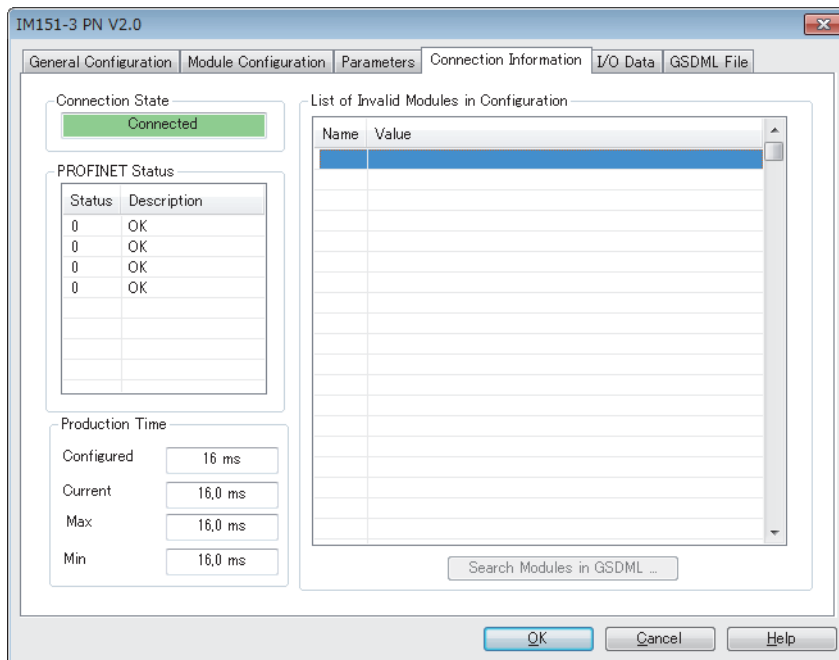 IM151-3 PN V2.0
General Configuration Module Configuration Parameters Connection Information I/O Data GSDML File
Connection State
Connected
PROFINET Status
Status Description
0 OK
0 OK
0 OK
0 OK
Production Time
Configured 16 ms
Current 16,0 ms
Max 16,0 ms
Min 16,0 ms
List of Invalid Modules in Configuration
Name Value
Search Modules in GSDML ...
OK Cancel Help